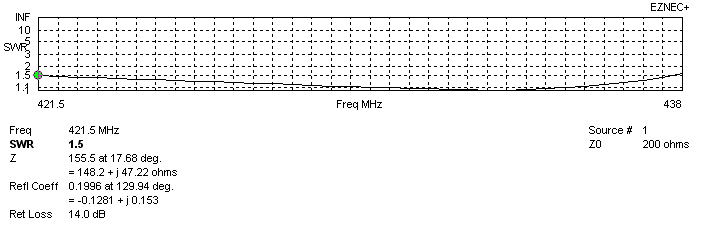 EZNEC+
INF
10
5
SWR
3
2
1.5
1.1
421.5 Freq MHz 438
Freq 421.5 MHz Source # 1
SWR 1.5 Z0 200 ohms
Z 155.5 at 17.68 deg.
= 148.2 + j 47.22 ohms
Refl Coeff 0.1996 at 129.94 deg.
= -0.1281 + j 0.153
Ret Loss 14.0 dB